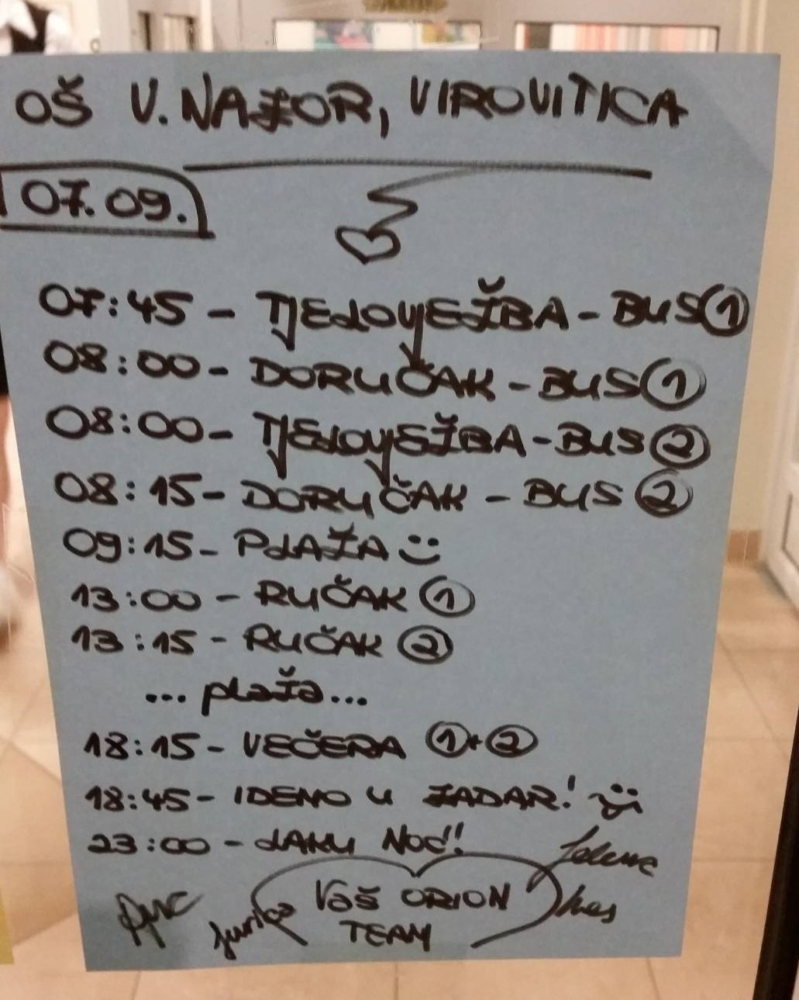 OŠ V. NAZOR, VIROVITICA
07.09.
07:45 - TJELOVJEŽBA - BUS 1
08:00 - DORUČAK - BUS 1
08:00 - TJELOVJEŽBA - BUS 2
08:15 - DORUČAK - BUS 2
09:15 - PLAŽA
13:00 - RUČAK 1
13:15 - RUČAK 2
... plaža...
18:15 - VEČERA 1+2
18:45 - IDEMO U ZADAR!
23:00 - LAKU NOĆ!!
Jelena
VAŠ ORION
TEAM
Jurica
Ines